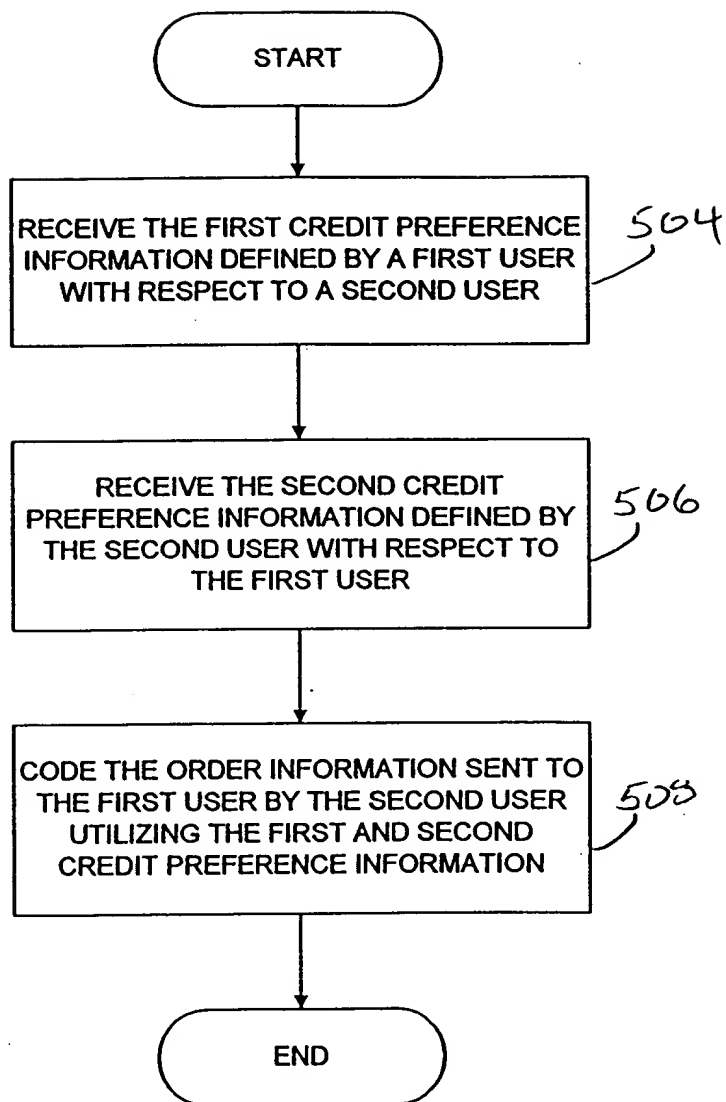 START
RECEIVE THE FIRST CREDIT PREFERENCE
INFORMATION DEFINED BY A FIRST USER
WITH RESPECT TO A SECOND USER
504
RECEIVE THE SECOND CREDIT
PREFERENCE INFORMATION DEFINED BY
THE SECOND USER WITH RESPECT TO
THE FIRST USER
506
CODE THE ORDER INFORMATION SENT TO
THE FIRST USER BY THE SECOND USER
UTILIZING THE FIRST AND SECOND
CREDIT PREFERENCE INFORMATION
508
END